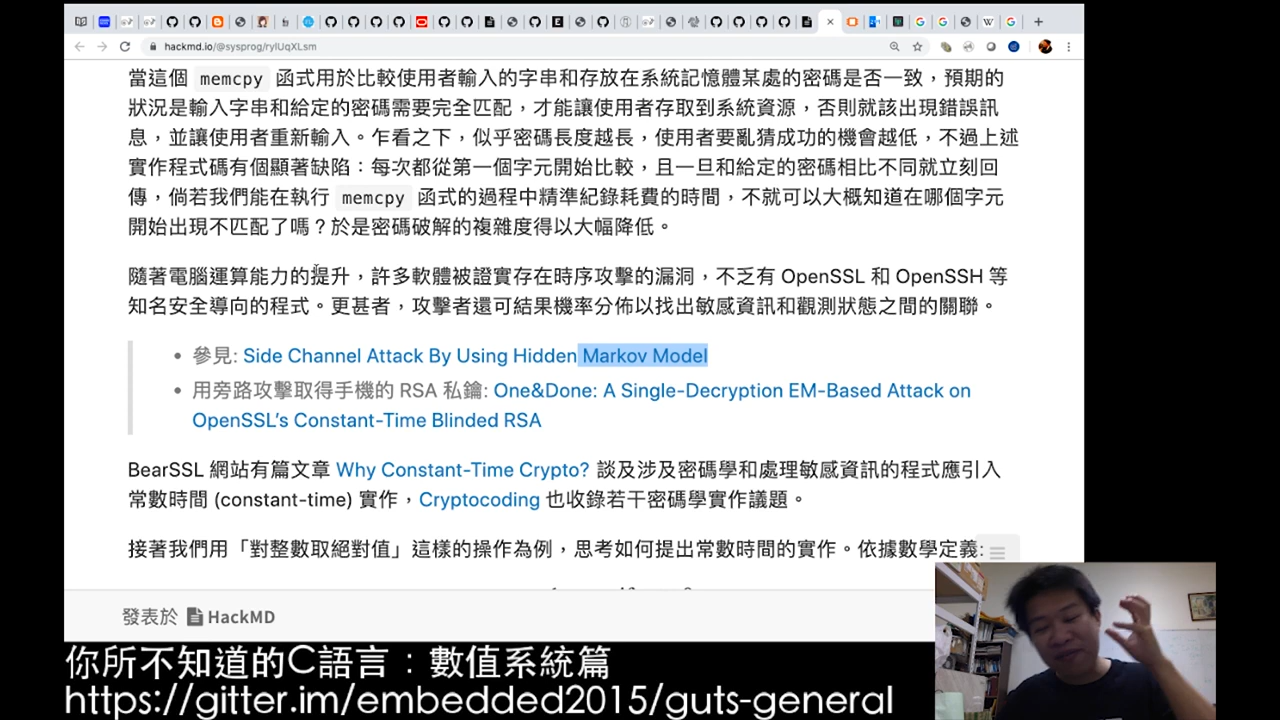 hackmd.io/@sysprog/rylUqXLsm
當這個 memcpy 函式用於比較使用者輸入的字串和存放在系統記憶體某處的密碼是否一致，預期的
狀況是輸入字串和給定的密碼需要完全匹配，才能讓使用者存取到系統資源，否則就該出現錯誤訊
息，並讓使用者重新輸入。乍看之下，似乎密碼長度越長，使用者要亂猜成功的機會越低，不過上述
實作程式碼有個顯著缺陷：每次都從第一個字元開始比較，且一旦和給定的密碼相比不同就立刻回
傳，倘若我們能在執行 memcpy 函式的過程中精準紀錄耗費的時間，不就可以大概知道在哪個字元
開始出現不匹配了嗎？於是密碼破解的複雜度得以大幅降低。
隨著電腦運算能力的提升，許多軟體被證實存在時序攻擊的漏洞，不乏有 OpenSSL 和 OpenSSH 等
知名安全導向的程式。更甚者，攻擊者還可結果機率分佈以找出敏感資訊和觀測狀態之間的關聯。
參見: Side Channel Attack By Using Hidden Markov Model
用旁路攻擊取得手機的 RSA 私鑰: One&Done: A Single-Decryption EM-Based Attack on
OpenSSL's Constant-Time Blinded RSA
BearSSL 網站有篇文章 Why Constant-Time Crypto? 談及涉及密碼學和處理敏感資訊的程式應引入
常數時間 (constant-time) 實作，Cryptocoding 也收錄若干密碼學實作議題。
接著我們用「對整數取絕對值」這樣的操作為例，思考如何提出常數時間的實作。依據數學定義:
發表於 HackMD
你所不知道的C語言：數值系統篇
https://gitter.im/embedded2015/guts-general